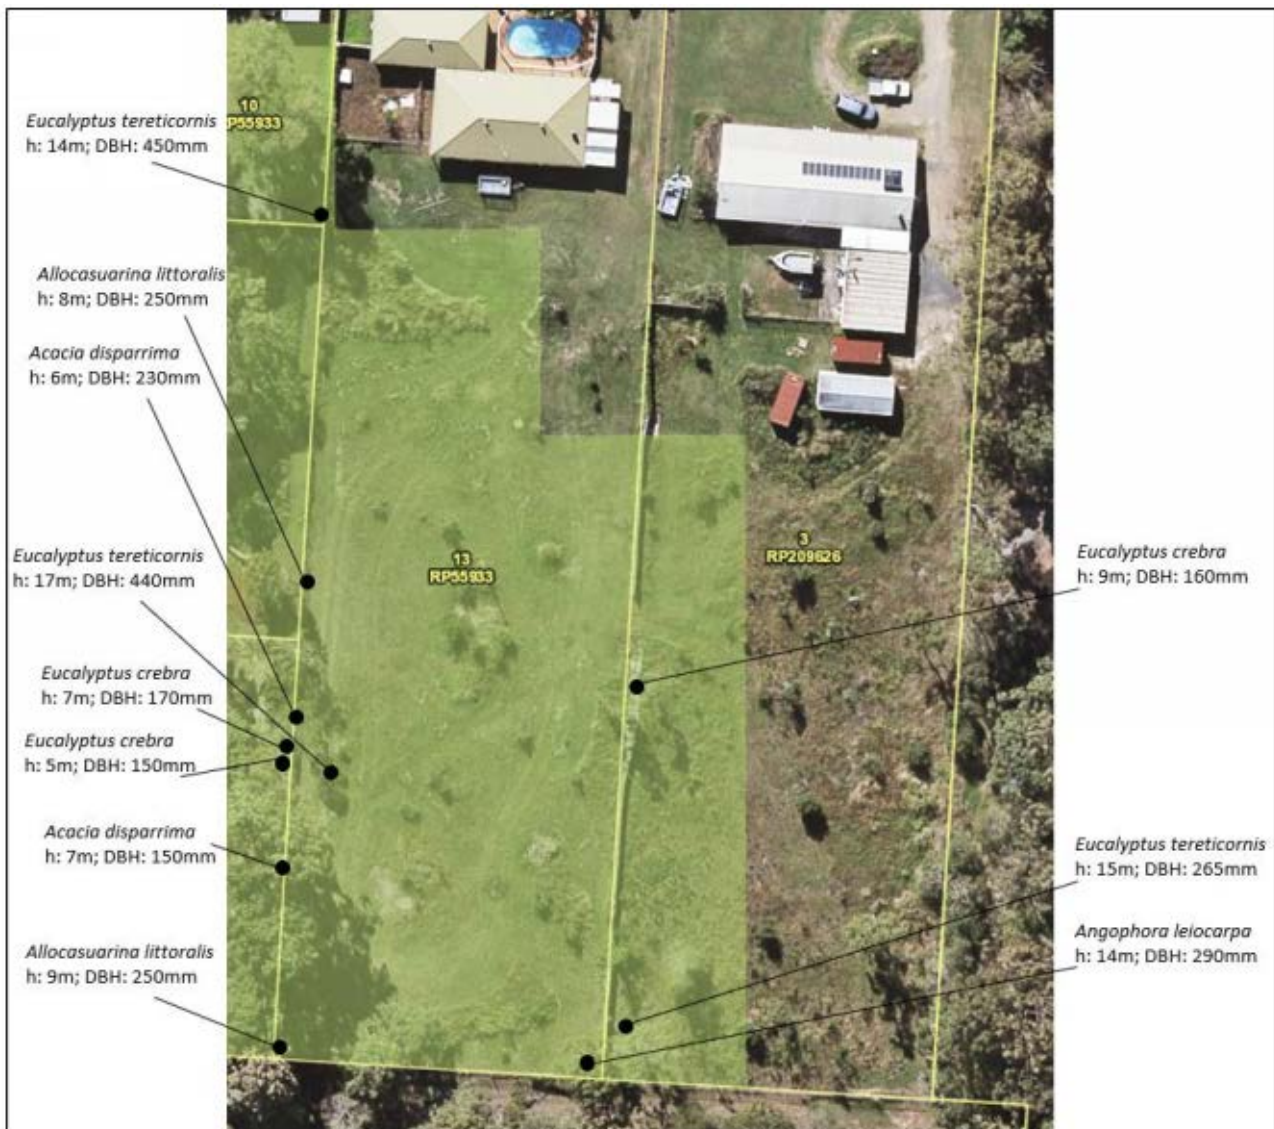 10
P55933
Eucalyptus tereticornis
h: 14m; DBH: 450mm
Allocasuarina littoralis
h: 8m; DBH: 250mm
Acacia disparrima
h: 6m; DBH: 230mm
Eucalyptus tereticornis
h: 17m; DBH: 440mm
13
RP55933
3
RP209626
Eucalyptus crebra
h: 9m; DBH: 160mm
Eucalyptus crebra
h: 7m; DBH: 170mm
Eucalyptus crebra
h: 5m; DBH: 150mm
Acacia disparrima
h: 7m; DBH: 150mm
Eucalyptus tereticornis
h: 15m; DBH: 265mm
Allocasuarina littoralis
h: 9m; DBH: 250mm
Angophora leiocarpa
h: 14m; DBH: 290mm